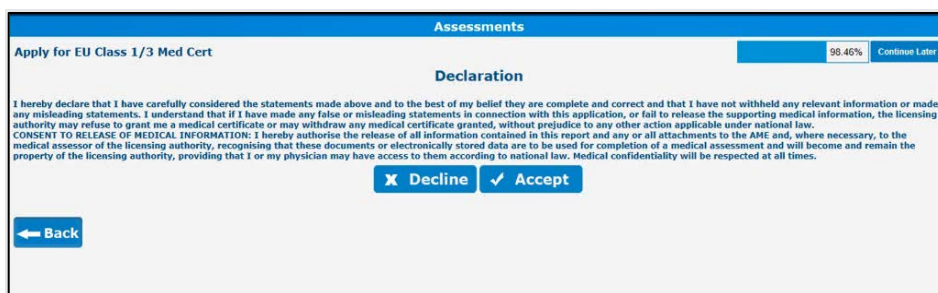 Assessments
Apply for EU Class 1/3 Med Cert
98.46%
Continue Later
Declaration
I hereby declare that I have carefully considered the statements made above and to the best of my belief they are complete and correct and that I have not withheld any relevant information or made
any misleading statements. I understand that if I have made any false or misleading statements in connection with this application, or fail to release the supporting medical information, the licensing
authority may refuse to grant me a medical certificate or may withdraw any medical certificate granted, without prejudice to any other action applicable under national law.
CONSENT TO RELEASE OF MEDICAL INFORMATION: I hereby authorise the release of all information contained in this report and any or all attachments to the AME and, where necessary, to the
medical assessor of the licensing authority, recognising that these documents or electronically stored data are to be used for completion of a medical assessment and will become and remain the
property of the licensing authority, providing that I or my physician may have access to them according to national law. Medical confidentiality will be respected at all times.
X Decline
✓ Accept
Back